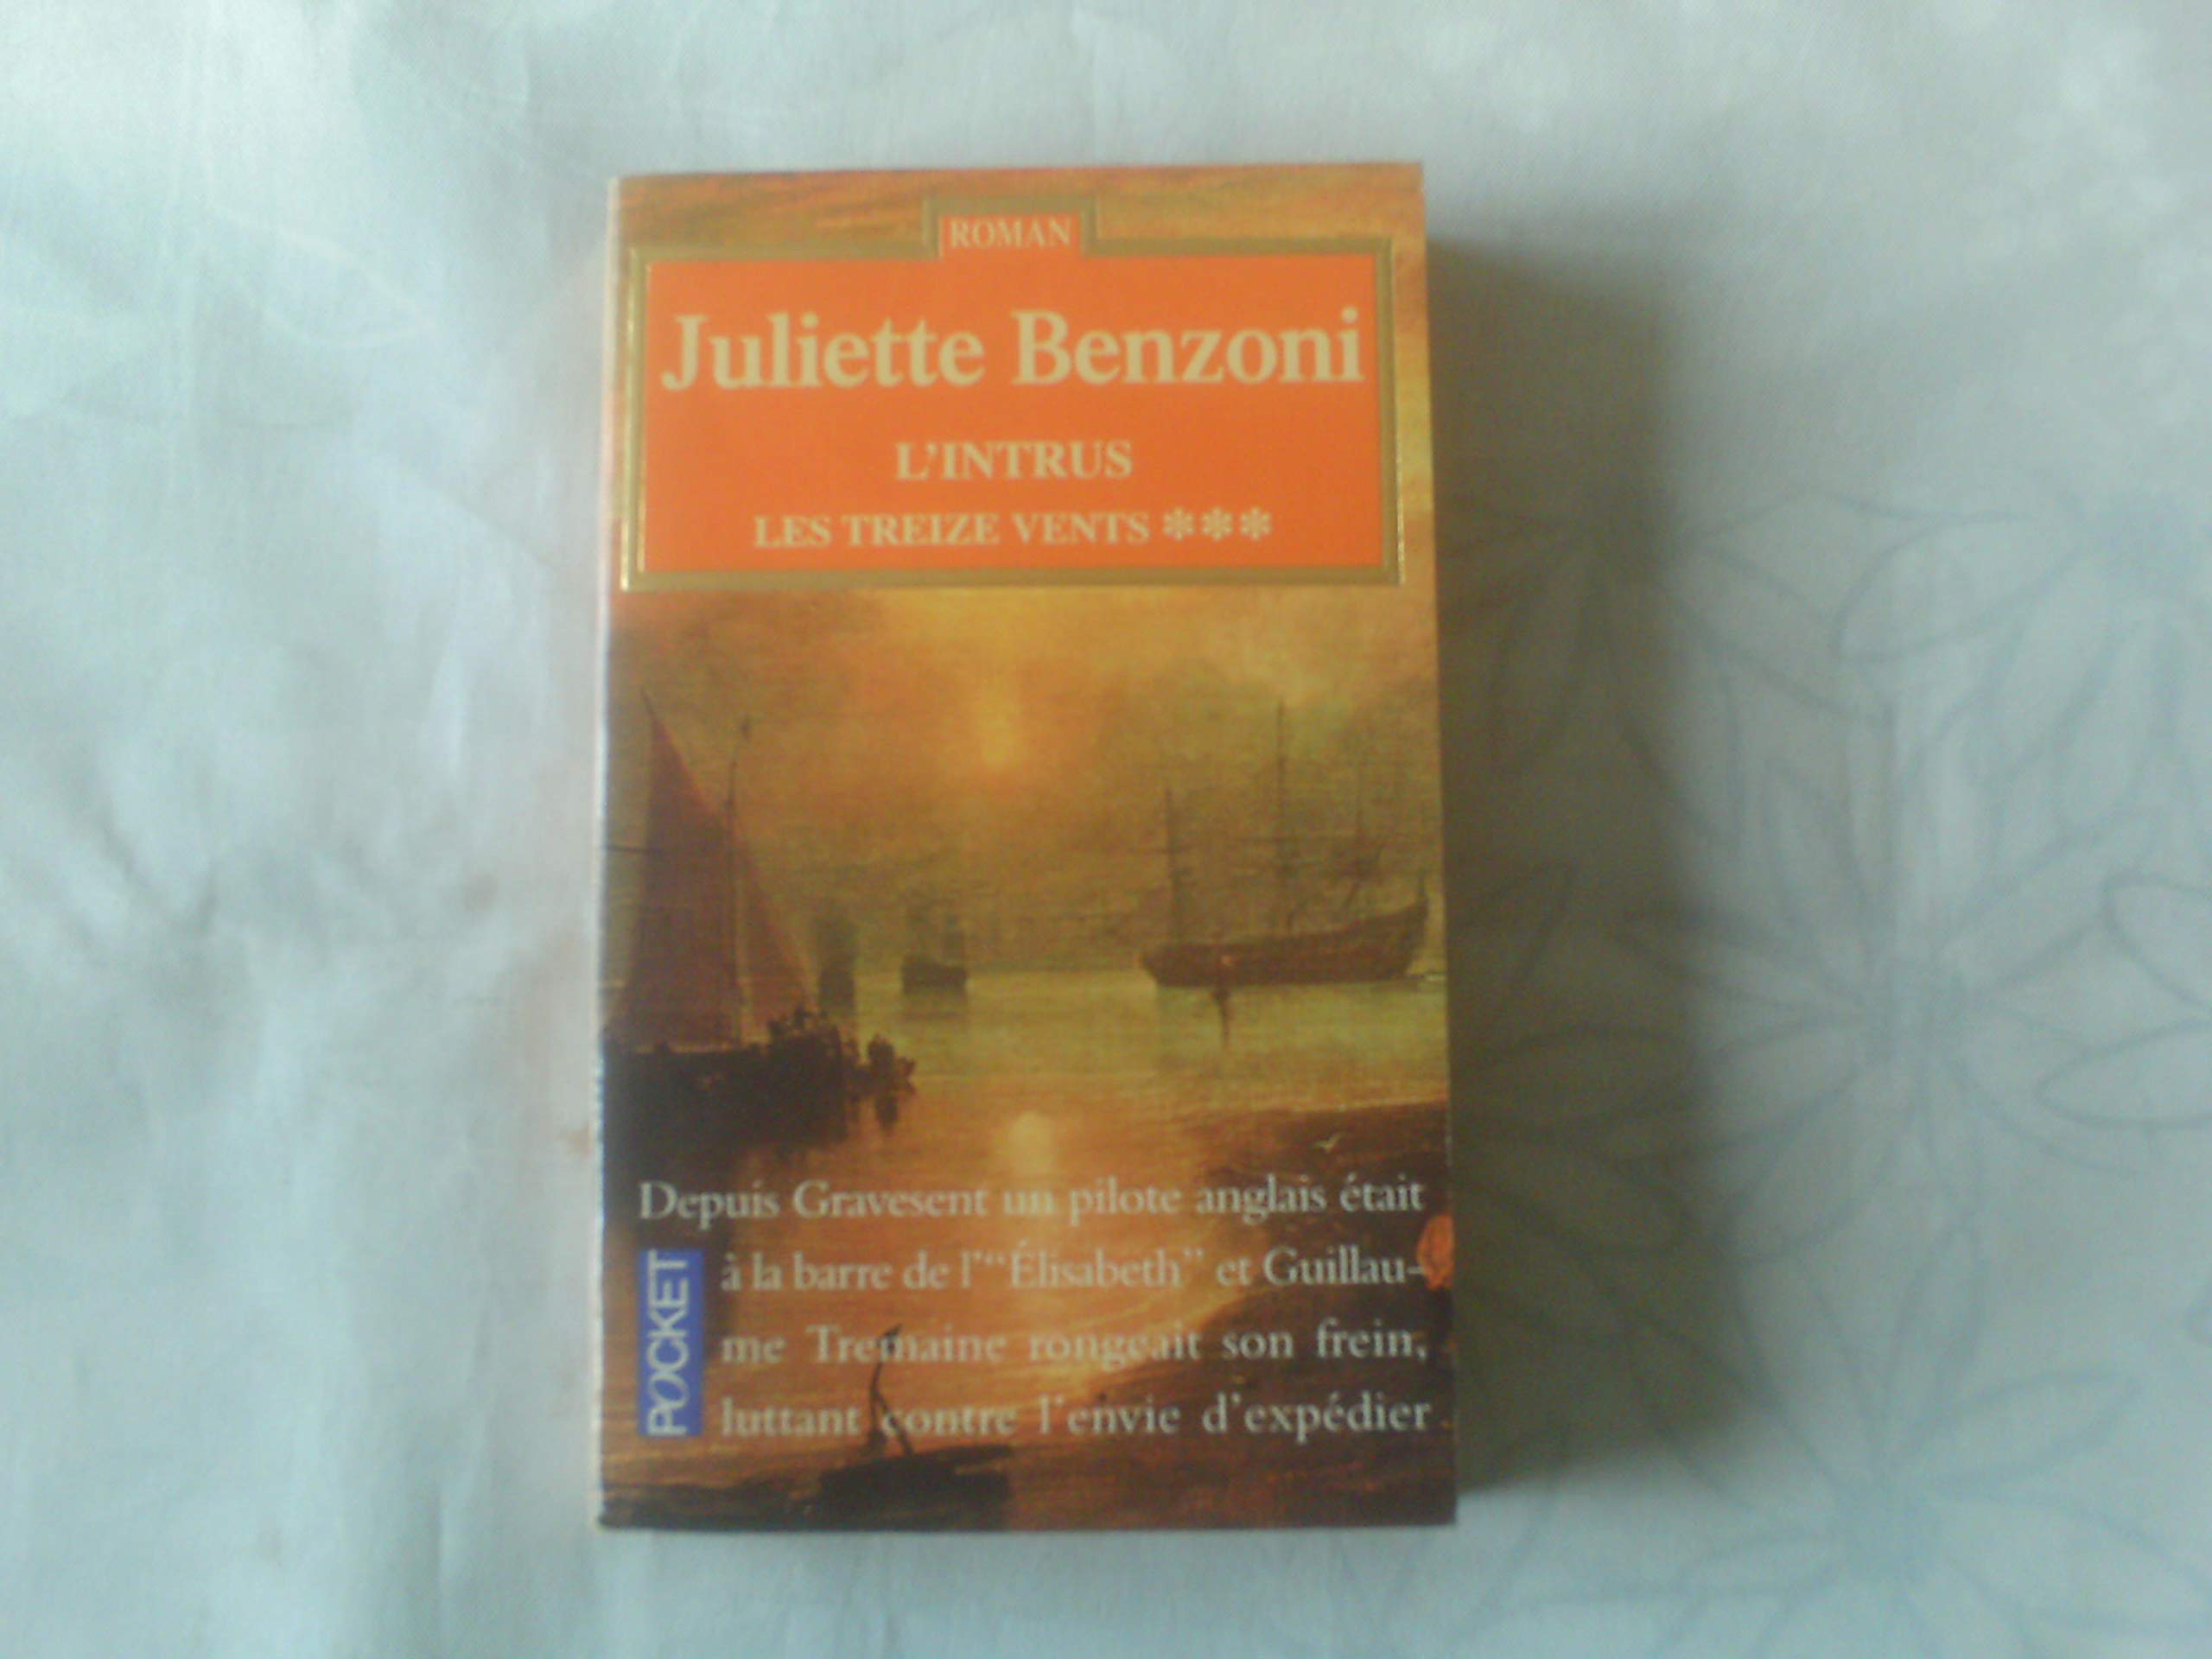 ROMAN
Juliette Benzoni
L'INTRUS
LES TREIZE VENTS ***
Depuis Gravesent un pilote anglais était
à la barre de l'“Élisabeth” et Guillau-
me Tremaine rongeait son frein,
luttant contre l'envie d'expédier
POCKET